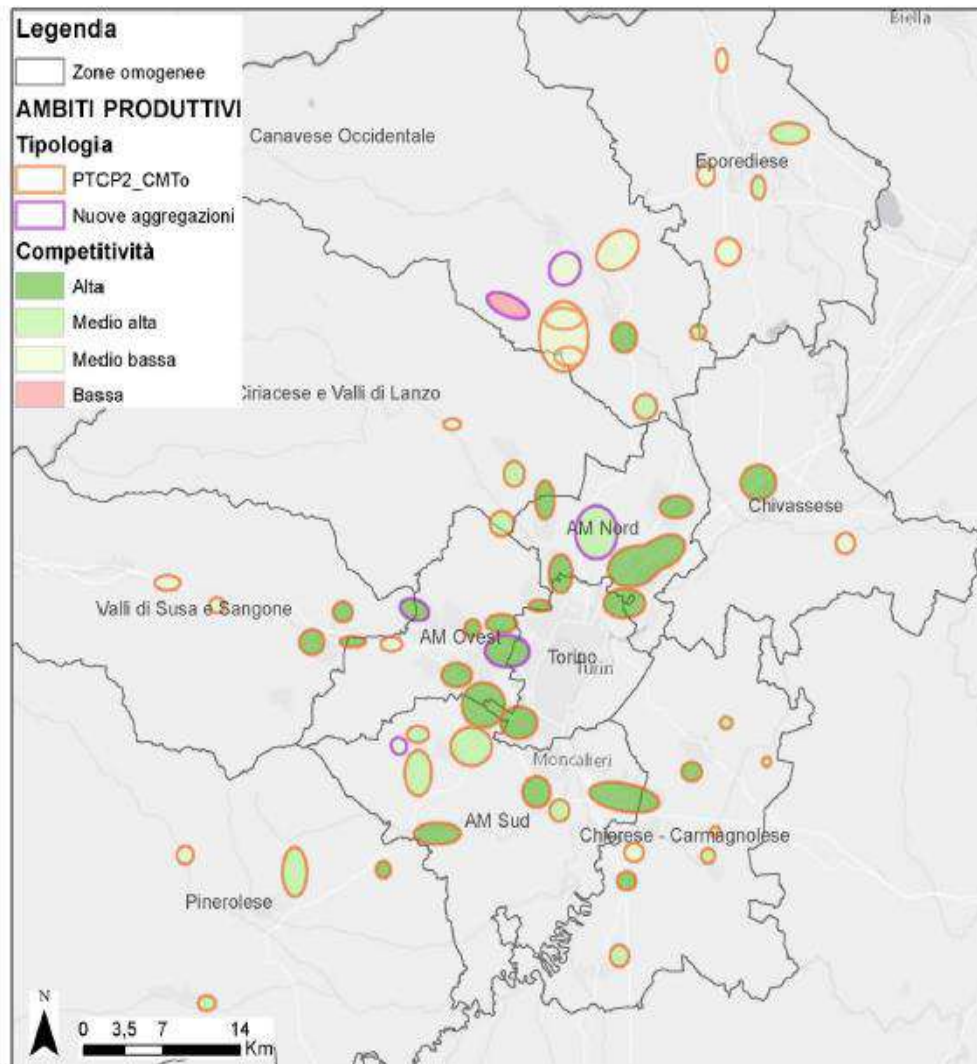 Legenda
Zone omogenee
AMBITI PRODUTTIVI
Tipologia
PTCP2_CMTo
Nuove aggregazioni
Competitività
Alta
Medio alta
Medio bassa
Bassa
Biella
Canavese Occidentale
Eporediese
Ciriacese e Valli di Lanzo
Chivassese
AM Nord
Valli di Susa e Sangone
AM Ovest
Torino
Turin
Moncalieri
AM Sud
Chierese - Carmagnolese
Pinerolese
N
0 3,5 7 14
Km